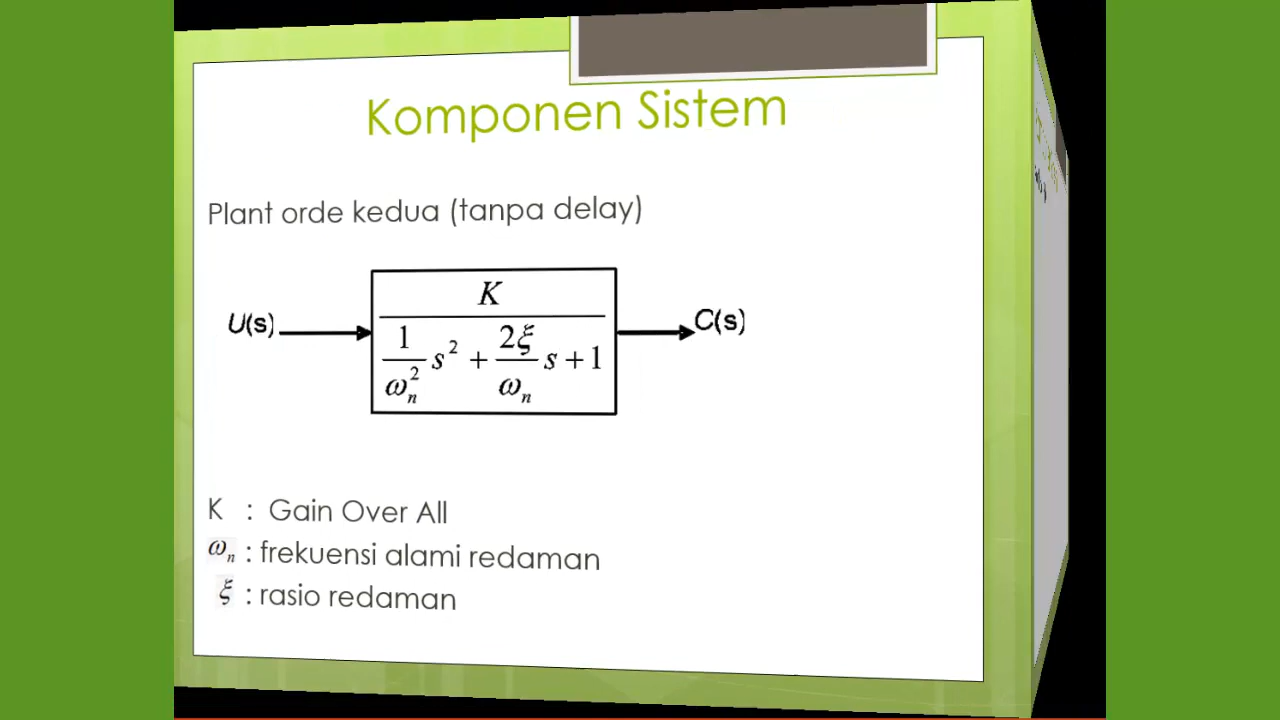 Komponen Sistem
Plant orde kedua (tanpa delay)
U(s)
K
1/ωn² s² + 2ξ/ωn s + 1
C(s)
K : Gain Over All
ωn : frekuensi alami redaman
ξ : rasio redaman